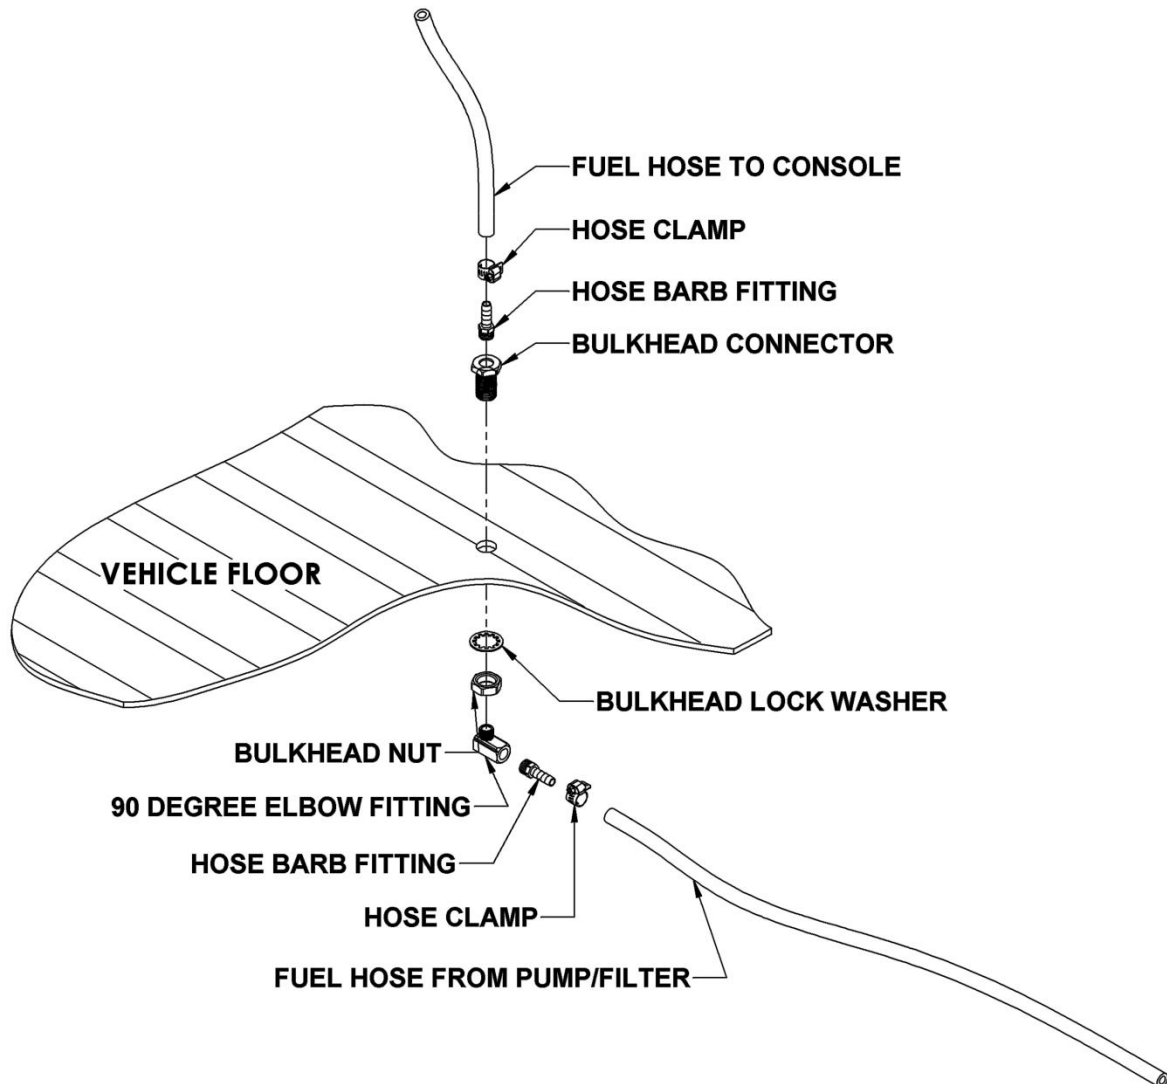 FUEL HOSE TO CONSOLE
HOSE CLAMP
HOSE BARB FITTING
BULKHEAD CONNECTOR
VEHICLE FLOOR
BULKHEAD LOCK WASHER
BULKHEAD NUT
90 DEGREE ELBOW FITTING
HOSE BARB FITTING
HOSE CLAMP
FUEL HOSE FROM PUMP/FILTER